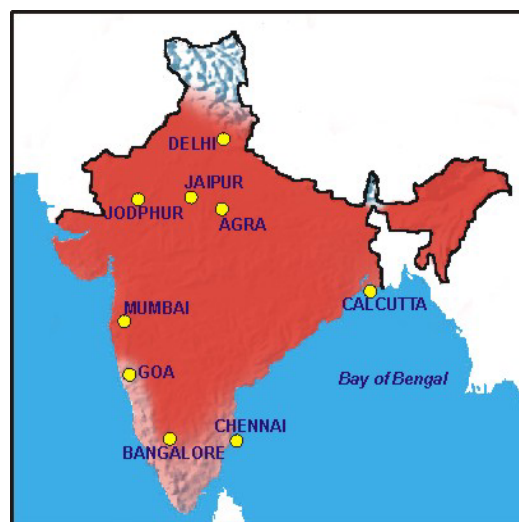 DELHI
JAIPUR
JODPHUR
AGRA
CALCUTTA
MUMBAI
GOA
Bay of Bengal
CHENNAI
BANGALORE